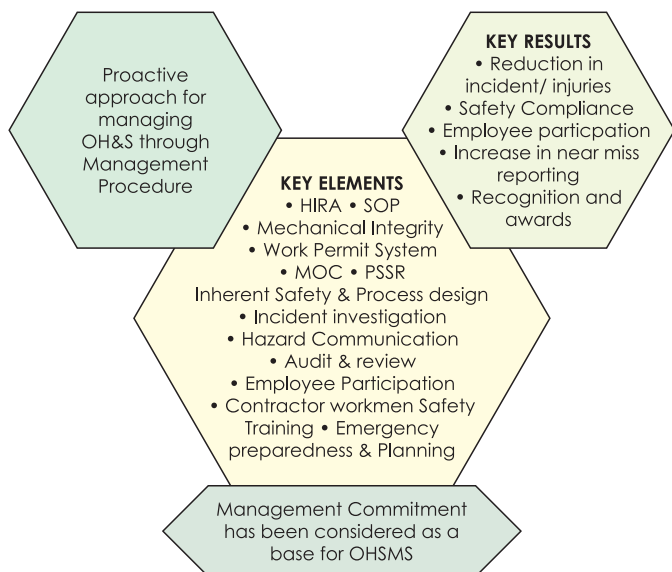 Proactive
approach for
managing
OH&S through
Management
Procedure
KEY RESULTS
• Reduction in
incident/ injuries
• Safety Compliance
• Employee particpation
• Increase in near miss
reporting
• Recognition and
awards
KEY ELEMENTS
• HIRA • SOP
• Mechanical Integrity
• Work Permit System
• MOC • PSSR
Inherent Safety & Process design
• Incident investigation
• Hazard Communication
• Audit & review
• Employee Participation
• Contractor workmen Safety
Training • Emergency
preparedness & Planning
Management Commitment
has been considered as a
base for OHSMS